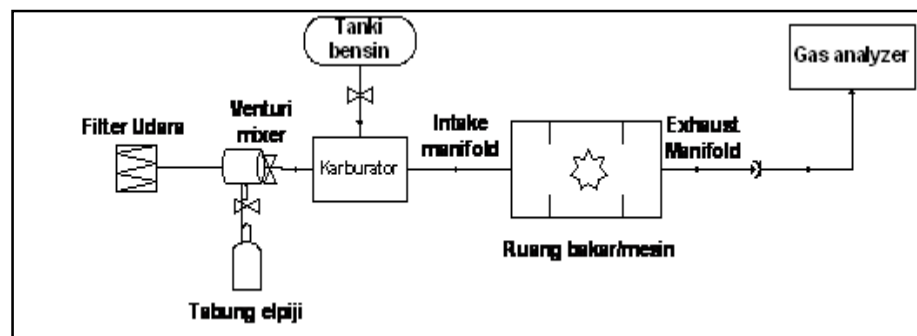 Tanki
bensin
Gas analyzer
Venturi
mixer
Filter Udara
Intake
manifold
Exhaust
Manifold
Karburator
Ruang bakar/mesin
Tabung elpiji